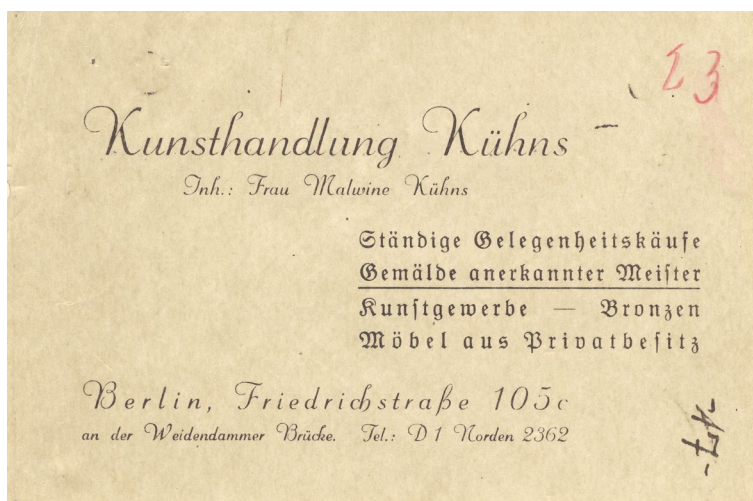 23
Kunsthandlung Kühns
Inh.: Frau Malwine Kühns
Ständige Gelegenheitskäufe
Gemälde anerkannter Meister
Kunstgewerbe — Bronzen
Möbel aus Privatbesitz
Berlin, Friedrichstraße 105c
an der Weidendammer Brücke. Tel.: D 1 Norden 2362